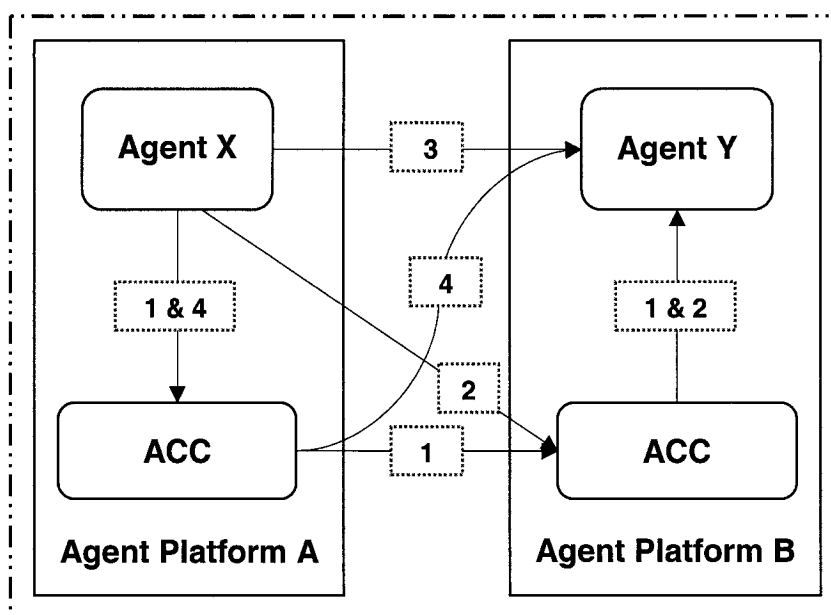 Agent X
3
Agent Y
1 & 4
4
1 & 2
2
ACC
1
ACC
Agent Platform A
Agent Platform B